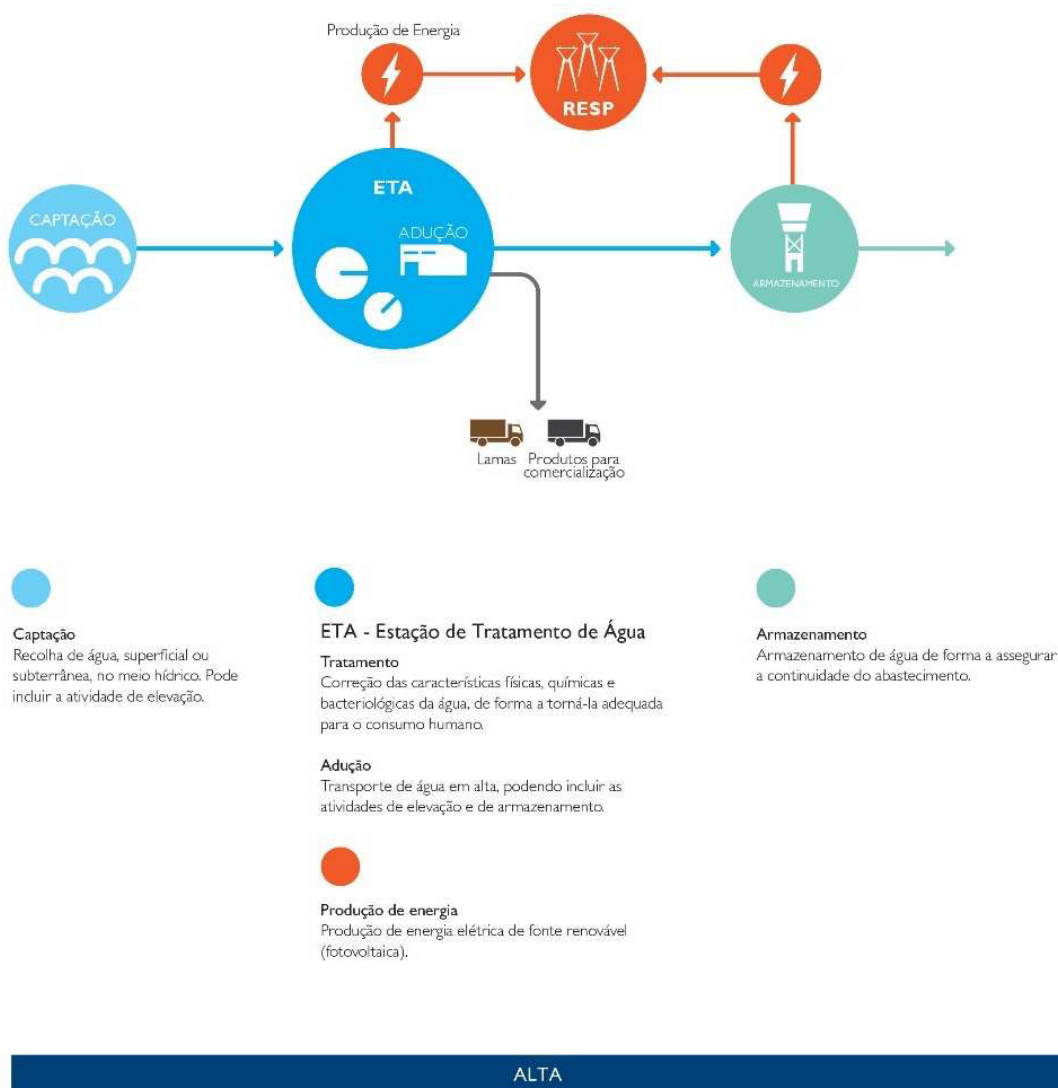 Produção de Energia
RESP
ETA
CAPTAÇÃO
ADUÇÃO
ARMAZENAMENTO
Lamas
Produtos para
comercialização
Captação
Recolha de água, superficial ou
subterrânea, no meio hídrico. Pode
incluir a atividade de elevação.
ETA - Estação de Tratamento de Água
Tratamento
Correção das características físicas, químicas e
bacteriológicas da água, de forma a torná-la adequada
para o consumo humano.
Adução
Transporte de água em alta, podendo incluir as
atividades de elevação e de armazenamento.
Produção de energia
Produção de energia elétrica de fonte renovável
(fotovoltaica).
Armazenamento
Armazenamento de água de forma a assegurar
a continuidade do abastecimento.
ALTA